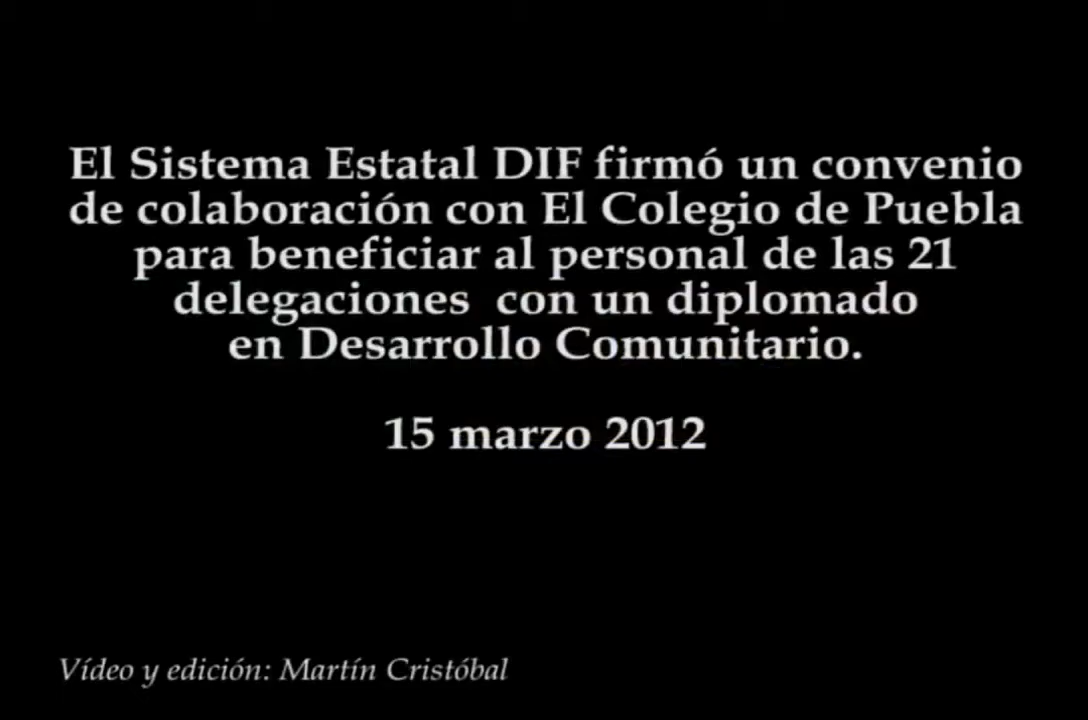 El Sistema Estatal DIF firmó un convenio
de colaboración con El Colegio de Puebla
para beneficiar al personal de las 21
delegaciones  con un diplomado
en Desarrollo Comunitario.
15 marzo 2012
Vídeo y edición: Martín Cristóbal